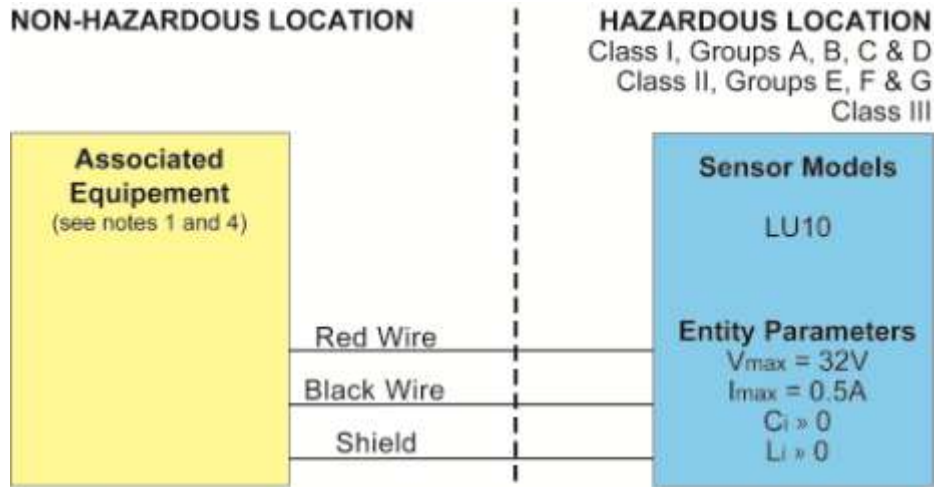 NON-HAZARDOUS LOCATION
HAZARDOUS LOCATION
Class I, Groups A, B, C & D
Class II, Groups E, F & G
Class III
Associated
Equipement
(see notes 1 and 4)
Sensor Models
LU10
Red Wire
Black Wire
Shield
Entity Parameters
Vmax = 32V
Imax = 0.5A
Ci » 0
Li » 0